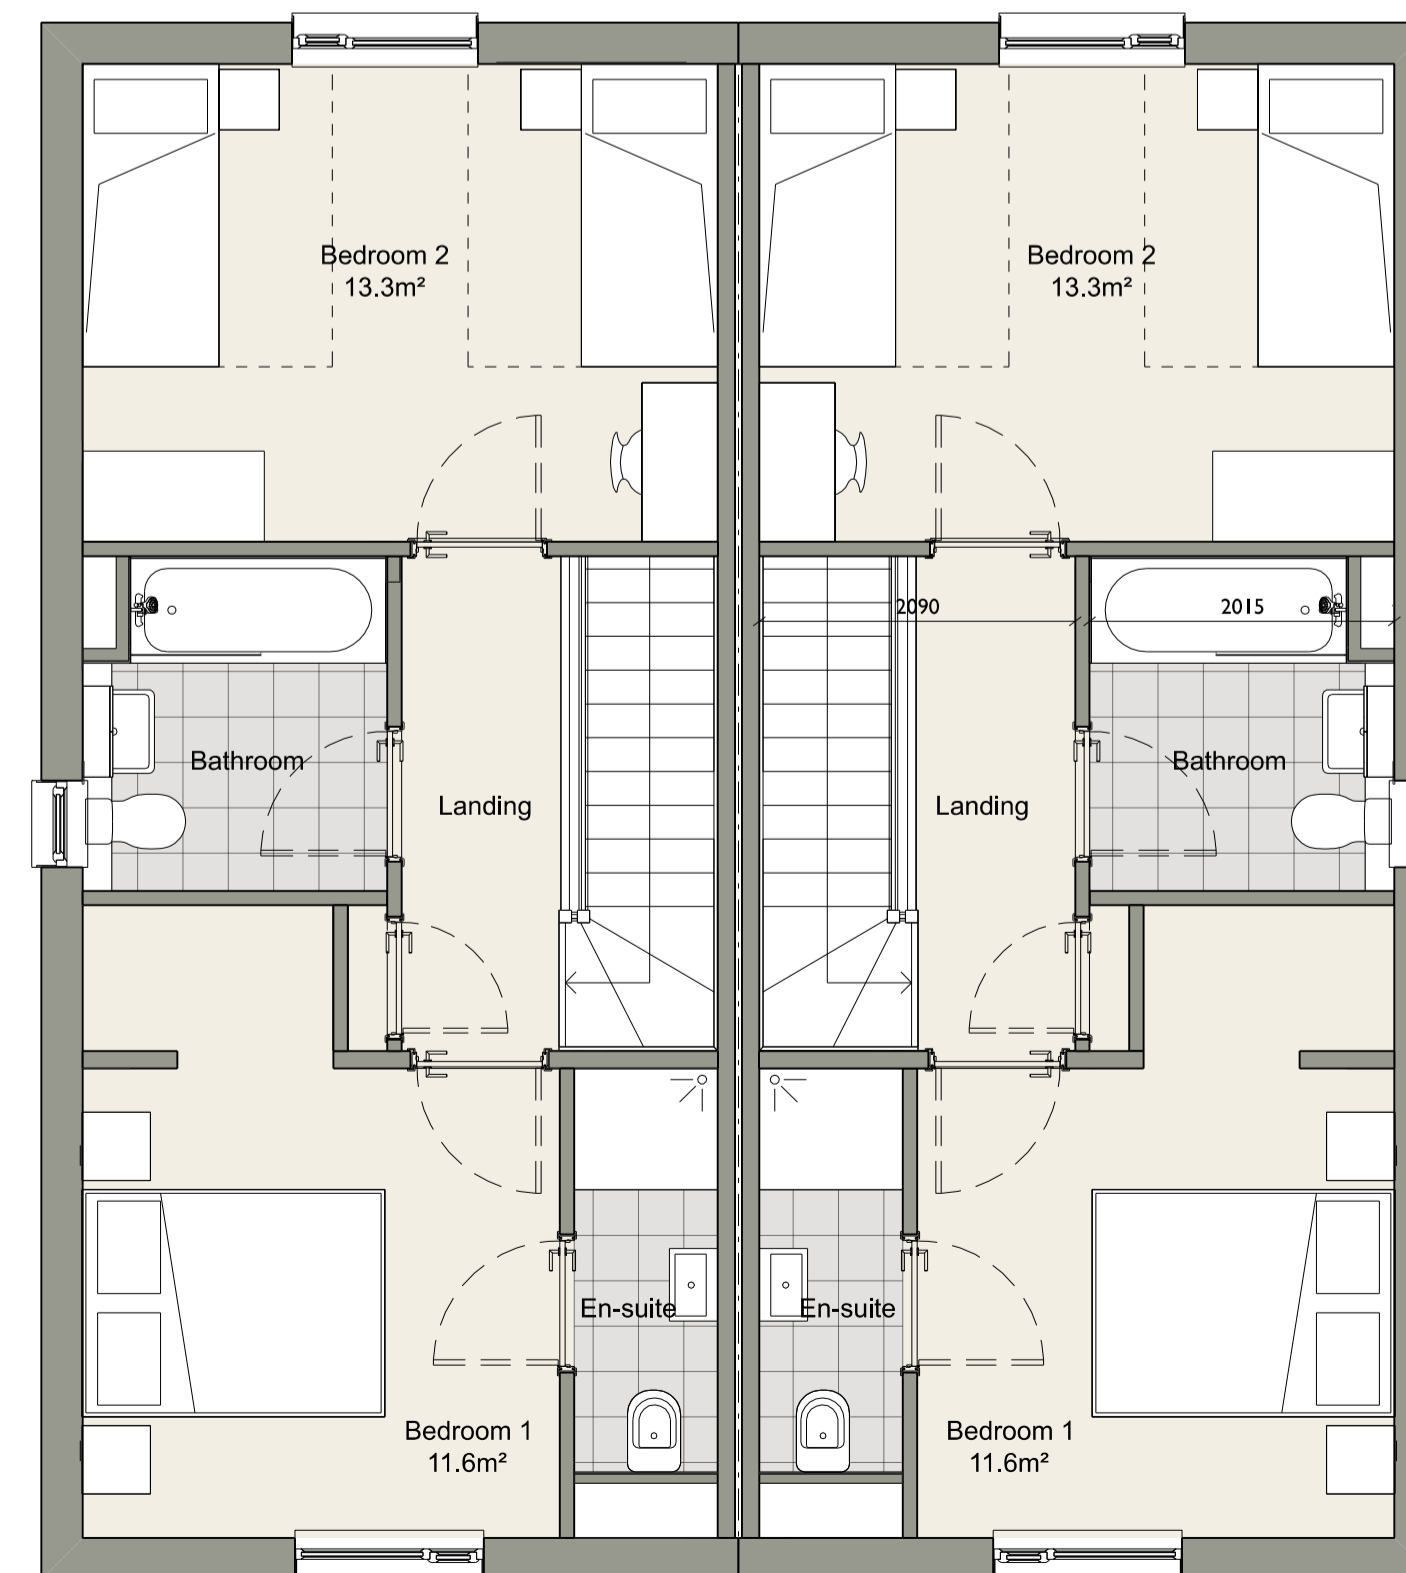 Bedroom 2
13.3m²
Bedroom 2
13.3m²
2090
2015
Bathroom
Landing
Landing
Bathroom
En-suite
En-suite
Bedroom 1
11.6m²
Bedroom 1
11.6m²